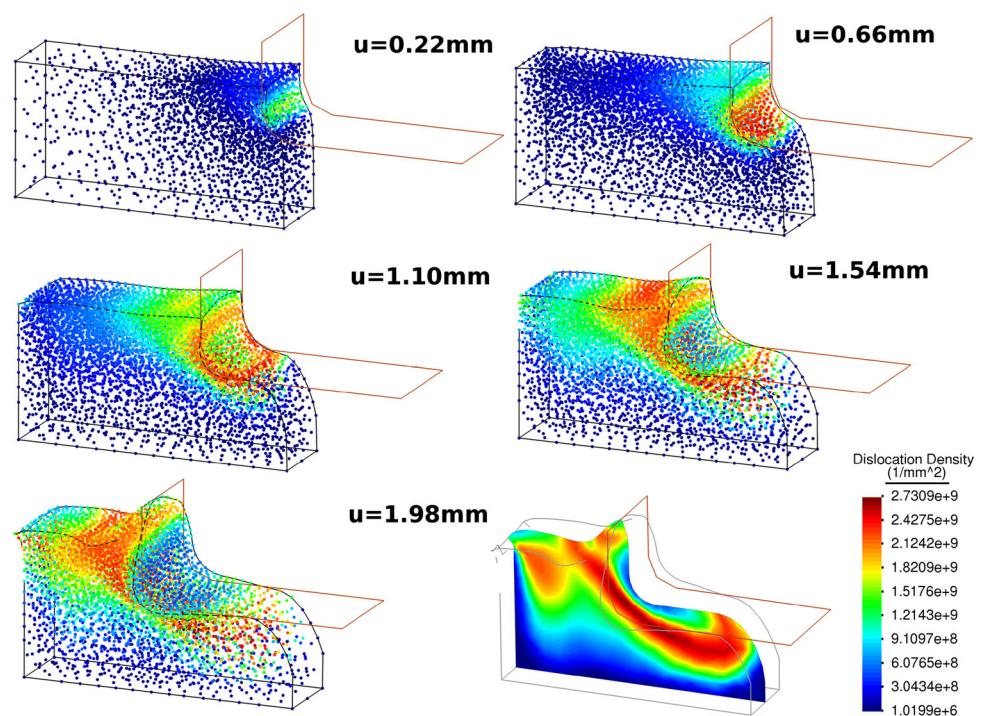 u=0.22mm
u=0.66mm
u=1.10mm
u=1.54mm
u=1.98mm
Dislocation Density
(1/mm^2)
2.7309e+9
2.4275e+9
2.1242e+9
1.8209e+9
1.5176e+9
1.2143e+9
9.1097e+8
6.0765e+8
3.0434e+8
1.0199e+6